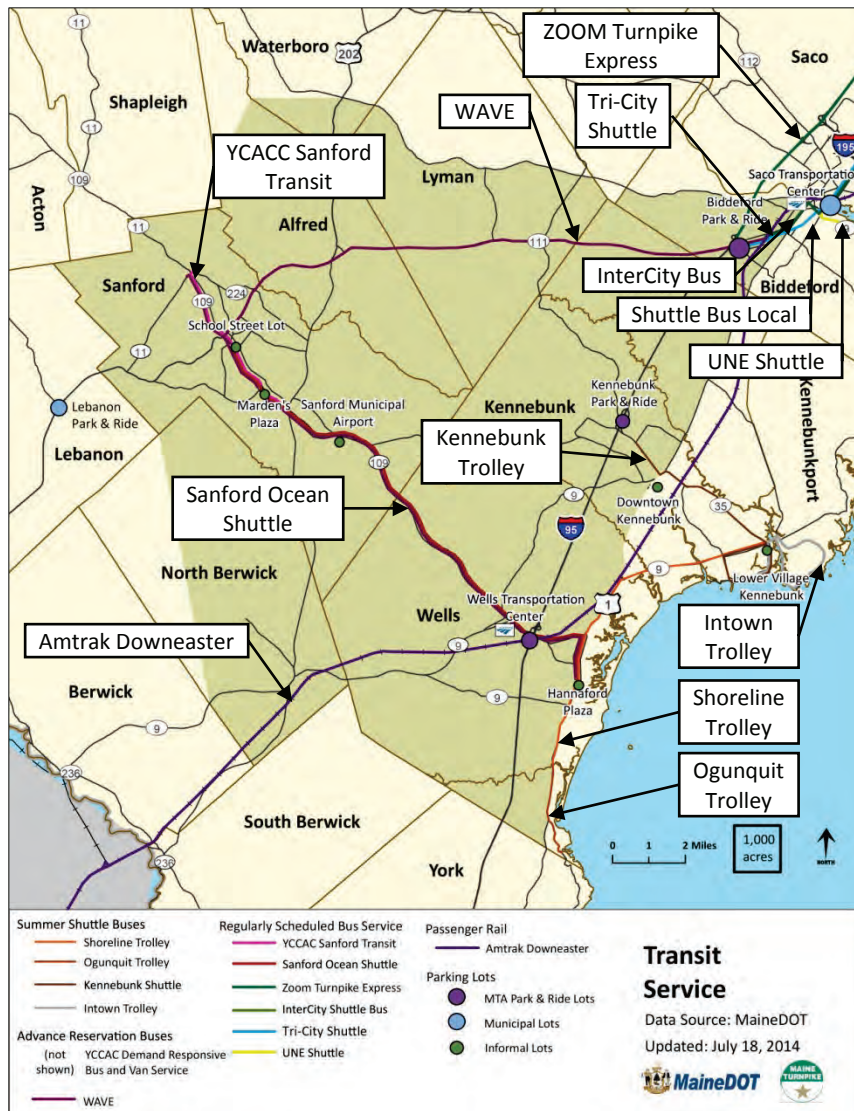 Waterboro
202
11
ZOOM Turnpike
Express
112
Saco
Shapleigh
11
WAVE
Tri-City
Shuttle
195
109
YCACC Sanford
Transit
Lyman
Saco Transportation
Center
Acton
11
Alfred
Biddeford
Park & Ride
9
111
InterCity Bus
Sanford
109
224
Biddeford
School Street Lot
Shuttle Bus Local
11
UNE Shuttle
Lebanon
Park & Ride
Marden's
Plaza
Sanford Municipal
Airport
Kennebunk
Kennebunk
Park & Ride
Kennebunkport
Lebanon
109
Kennebunk
Trolley
Sanford Ocean
Shuttle
9
Downtown
Kennebunk
35
95
North Berwick
9
Lower Village
Kennebunk
Wells
Wells Transportation
Center
1
Intown
Trolley
Amtrak Downeaster
9
Berwick
9
Hannaford
Plaza
Shoreline
Trolley
9
236
Ogunquit
Trolley
South Berwick
236
York
0 1 2 Miles
1,000
acres
NORTH
Summer Shuttle Buses
Shoreline Trolley
Ogunquit Trolley
Kennebunk Shuttle
Intown Trolley
Advance Reservation Buses
(not shown) YCCAC Demand Responsive
Bus and Van Service
WAVE
Regularly Scheduled Bus Service
YCCAC Sanford Transit
Sanford Ocean Shuttle
Zoom Turnpike Express
InterCity Shuttle Bus
Tri-City Shuttle
UNE Shuttle
Passenger Rail
Amtrak Downeaster
Parking Lots
MTA Park & Ride Lots
Municipal Lots
Informal Lots
Transit
Service
Data Source: MaineDOT
Updated: July 18, 2014
MaineDOT
MAINE
TURNPIKE